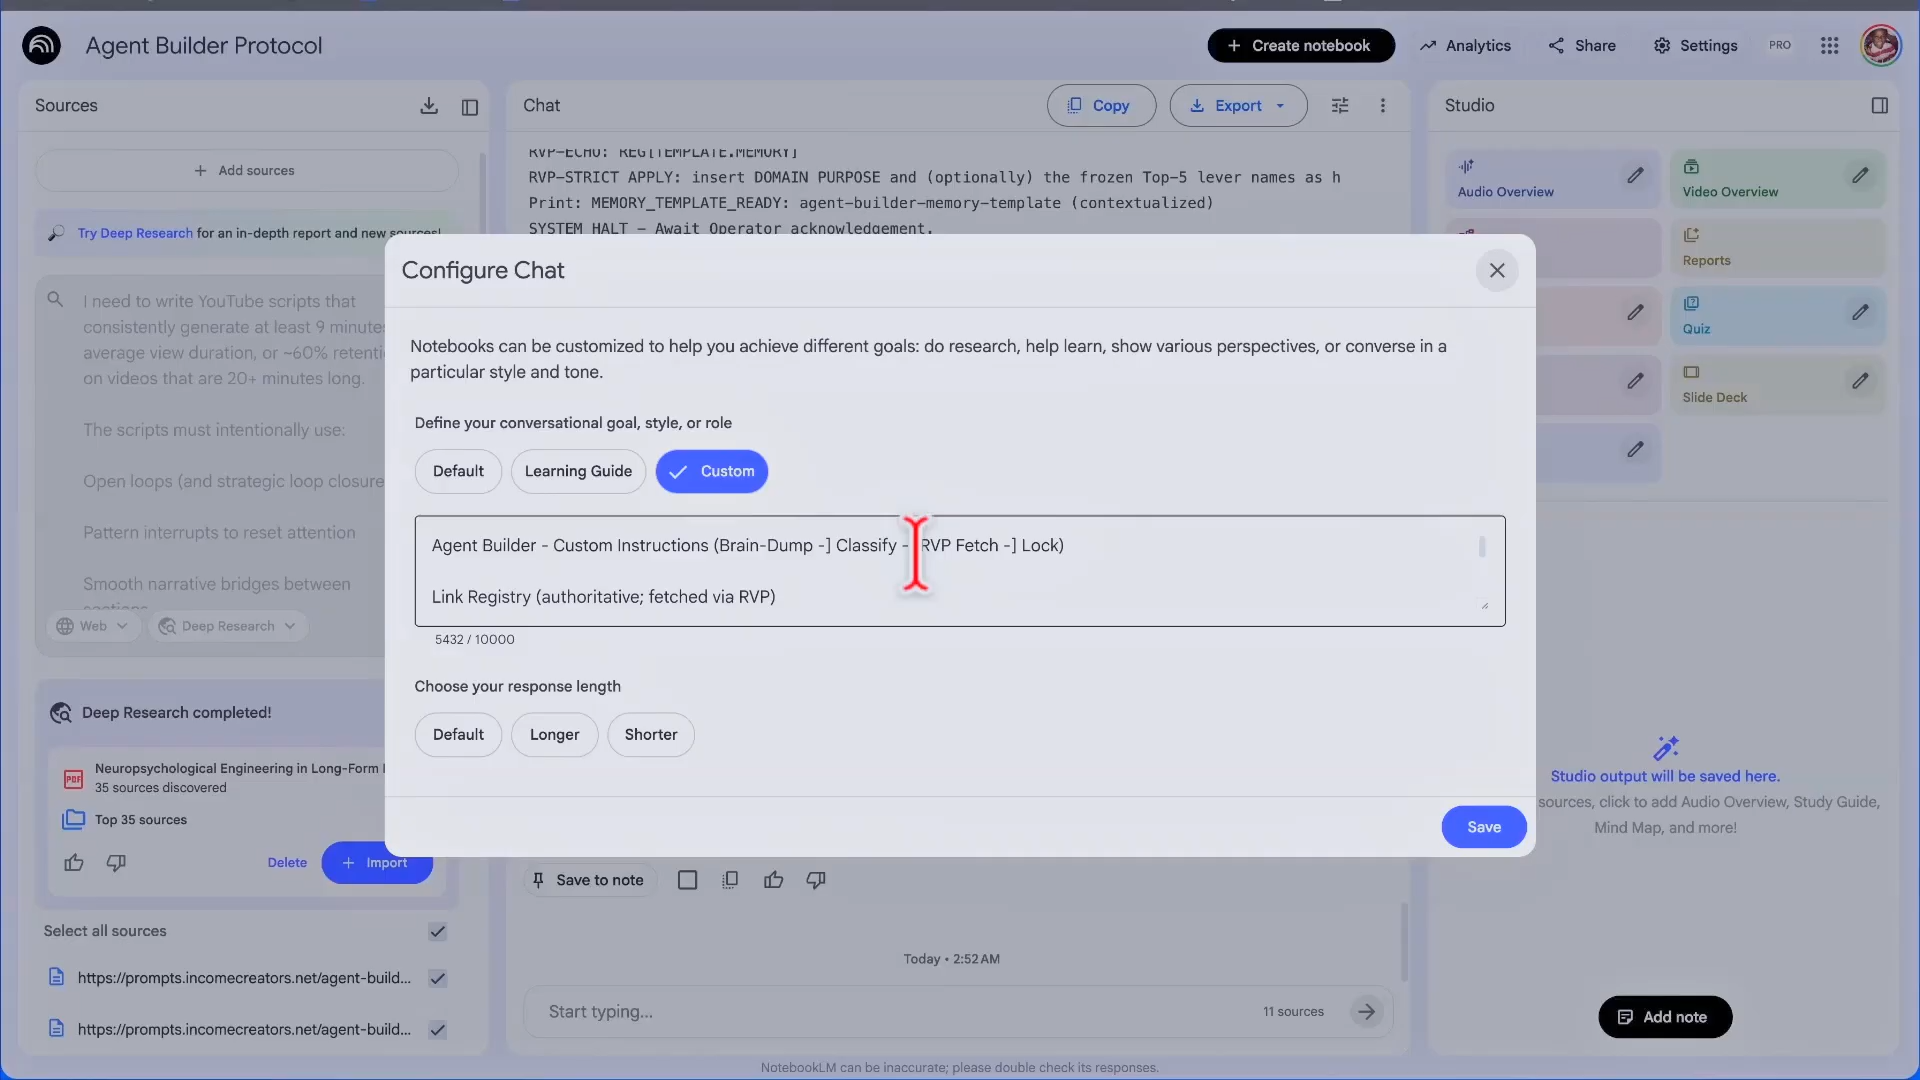 Agent Builder Protocol
Create notebook
Analytics
Share
Settings
PRO
Sources
Add sources
Try Deep Research for an in-depth report and new sources!
I need to write YouTube scripts that
consistently generate at least 9 minutes
average view duration, or ~60% retenti
on videos that are 20+ minutes long.
The scripts must intentionally use:
Open loops (and strategic loop closure
Pattern interrupts to reset attention
Smooth narrative bridges between
sections
Web
Deep Research
Deep Research completed!
PDF
Neuropsychological Engineering in Long-Form
35 sources discovered
Top 35 sources
Delete
Import
Select all sources
https://prompts.incomecreators.net/agent-build...
https://prompts.incomecreators.net/agent-build...
Chat
Copy
Export
RVP-ECHO: REG[TEMPLATE.MEMORY]
RVP-STRICT APPLY: insert DOMAIN PURPOSE and (optionally) the frozen Top-5 lever names as h
Print: MEMORY_TEMPLATE_READY: agent-builder-memory-template (contextualized)
SYSTEM HALT – Await Operator acknowledgement.
Configure Chat
Notebooks can be customized to help you achieve different goals: do research, help learn, show various perspectives, or converse in a
particular style and tone.
Define your conversational goal, style, or role
Default
Learning Guide
Custom
Agent Builder - Custom Instructions (Brain-Dump -] Classify - RVP Fetch -] Lock)
Link Registry (authoritative; fetched via RVP)
5432 / 10000
Choose your response length
Default
Longer
Shorter
Save
Save to note
Today • 2:52 AM
Start typing...
11 sources
NotebookLM can be inaccurate; please double check its responses.
Studio
Audio Overview
Video Overview
Reports
Quiz
Slide Deck
Studio output will be saved here.
sources, click to add Audio Overview, Study Guide,
Mind Map, and more!
Add note